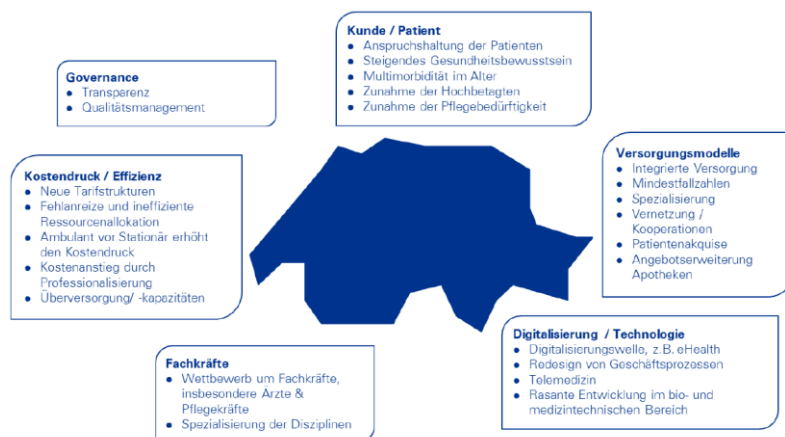 Kunde / Patient
● Anspruchshaltung der Patienten
● Steigendes Gesundheitsbewusstsein
● Multimorbidität im Alter
● Zunahme der Hochbetagten
● Zunahme der Pflegebedürftigkeit
Governance
● Transparenz
● Qualitätsmanagement
Kostendruck / Effizienz
● Neue Tarifstrukturen
● Fehlanreize und ineffiziente
Ressourcenallokation
● Ambulant vor Stationär erhöht
den Kostendruck
● Kostenanstieg durch
Professionalisierung
● Überversorgung/ -kapazitäten
Versorgungsmodelle
● Integrierte Versorgung
● Mindestfallzahlen
● Spezialisierung
● Vernetzung /
Kooperationen
● Patientenakquise
● Angebotserweiterung
Apotheken
Fachkräfte
● Wettbewerb um Fachkräfte,
insbesondere Ärzte &
Pflegekräfte
● Spezialisierung der Disziplinen
Digitalisierung / Technologie
● Digitalisierungswelle, z.B. eHealth
● Redesign von Geschäftsprozessen
● Telemedizin
● Rasante Entwicklung im bio- und
medizintechnischen Bereich